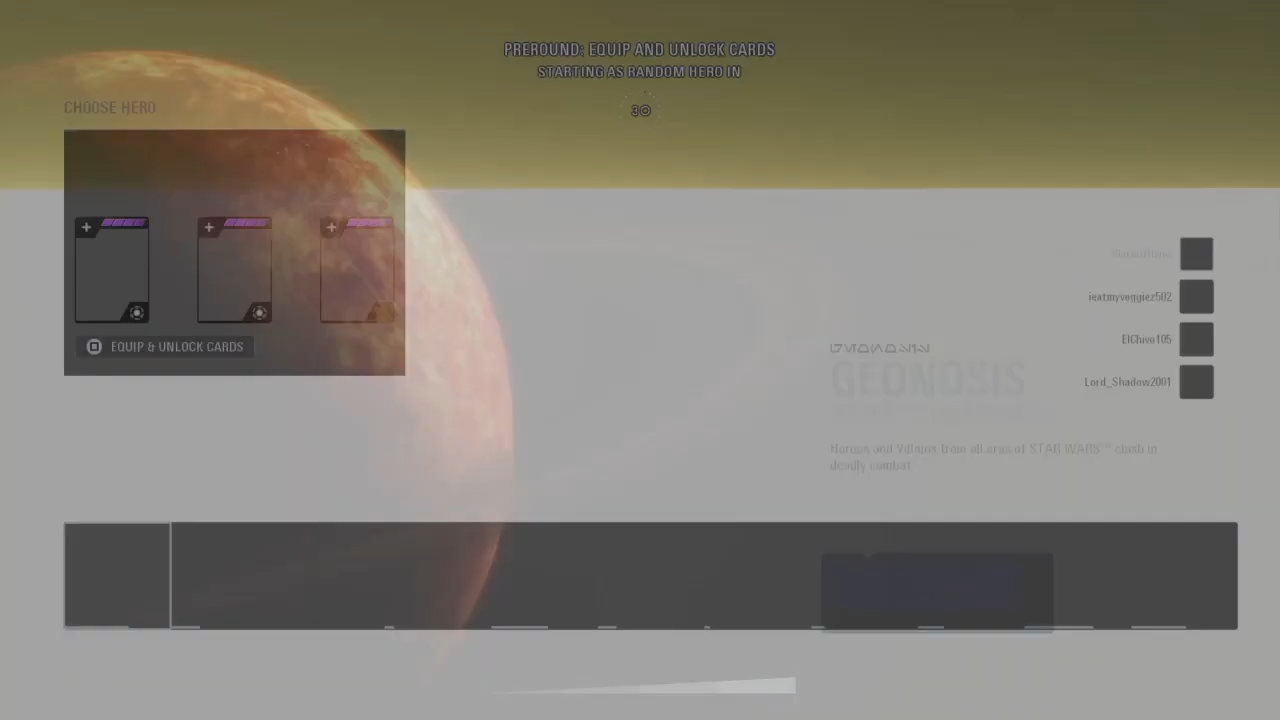 PREROUND: EQUIP AND UNLOCK CARDS
STARTING AS RANDOM HERO IN
30
CHOOSE HERO
EQUIP & UNLOCK CARDS
ieatmyveggiez502
ElChivo105
Lord_Shadow2001
GEONOSIS
Heroes and Villains from all eras of STAR WARS™ clash in
deadly combat